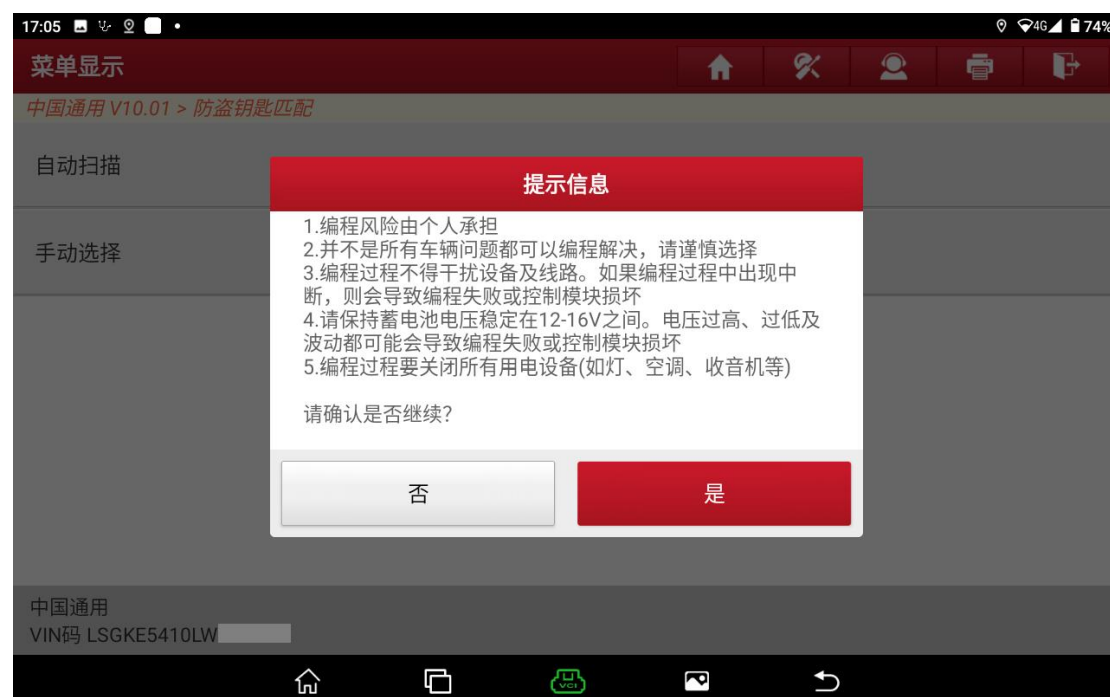 17:05
4G 74%
菜单显示
中国通用 V10.01 > 防盗钥匙匹配
自动扫描
手动选择
提示信息
1.编程风险由个人承担
2.并不是所有车辆问题都可以编程解决，请谨慎选择
3.编程过程不得干扰设备及线路。如果编程过程中出现中
断，则会导致编程失败或控制模块损坏
4.请保持蓄电池电压稳定在12-16V之间。电压过高、过低及
波动都可能会导致编程失败或控制模块损坏
5.编程过程要关闭所有用电设备(如灯、空调、收音机等)
请确认是否继续？
否
是
中国通用
VIN码 LSGKE5410LW
VCI